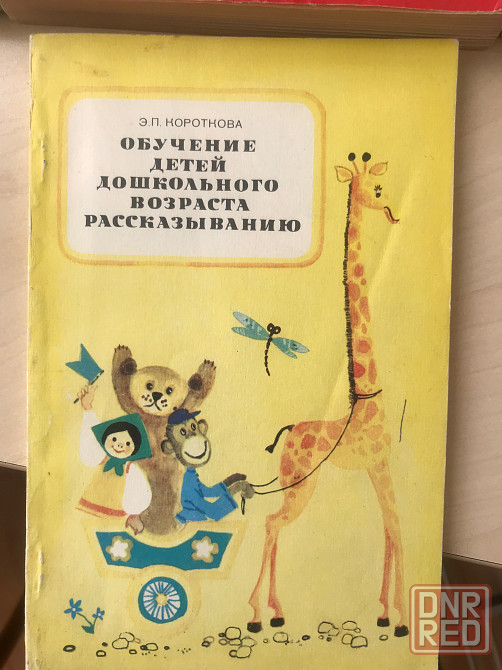 Э.П. КОРОТКОВА
ОБУЧЕНИЕ
ДЕТЕЙ
ДОШКОЛЬНОГО
ВОЗРАСТА
РАССКАЗЫВАНИЮ
DNR
RED